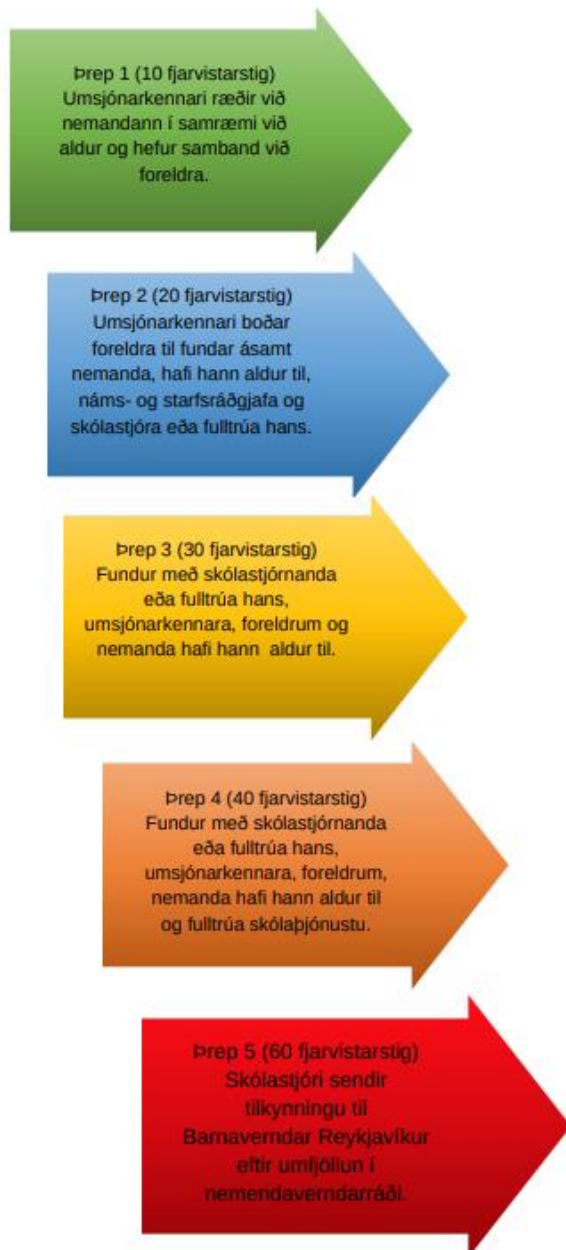 Þrep 1 (10 fjarvistarstig)
Umsjónarkennari ræðir við
nemandann í samræmi við
aldur og hefur samband við
foreldra.
Þrep 2 (20 fjarvistarstig)
Umsjónarkennari boðar
foreldra til fundar ásamt
nemanda, hafi hann aldur til,
náms- og starfsráðgjafa og
skólastjóra eða fulltrúa hans.
Þrep 3 (30 fjarvistarstig)
Fundur með skólastjórnanda
eða fulltrúa hans,
umsjónarkennara, foreldrum og
nemanda hafi hann aldur til.
Þrep 4 (40 fjarvistarstig)
Fundur með skólastjórnanda
eða fulltrúa hans,
umsjónarkennara, foreldrum,
nemanda hafi hann aldur til
og fulltrúa skólaþjónustu.
Þrep 5 (60 fjarvistarstig)
Skólastjóri sendir
tilkynningu til
Barnaverndar Reykjavíkur
eftir umfjöllun í
nemendaverndarráði.